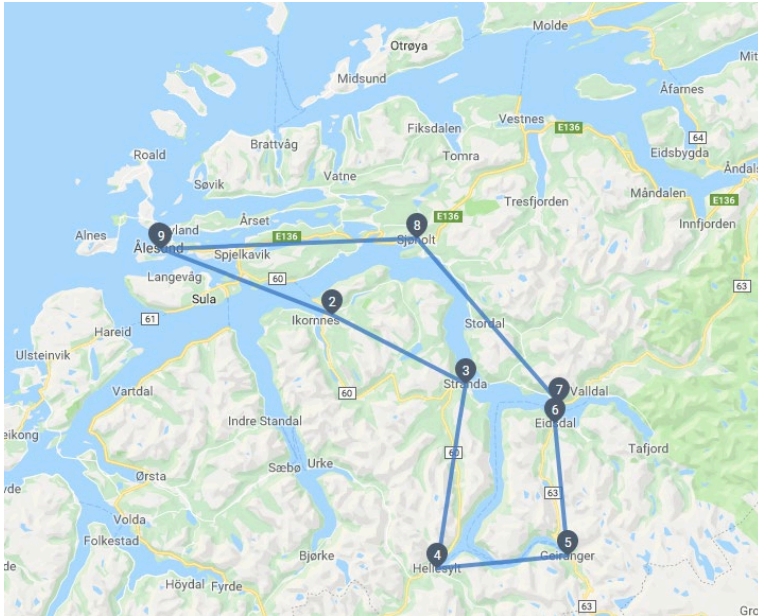 Molde
Otrøya
Mit
Midsund
Åfarnes
Vestnes
E136
Fiksdalen
64
Brattvåg
Eidsbygda
Roald
Tomra
Åndals
Vatne
Søvik
Tresfjorden
Måndalen
8
E136
Innfjorden
Årset
9
Alnes
E136
Sjøholt
Ålesund
Spjelkavik
Langevåg
60
63
Sula
2
61
Ikornnes
Stordal
Hareid
Ulsteinvik
3
Stranda
7
Valldal
Vartdal
60
6
Eidsdal
Indre Standal
Tafjord
60
Sæbø
Urke
Ørsta
63
Volda
5
Folkestad
4
Geiranger
Bjørke
Hellesylt
Høydal
Fyrde
63